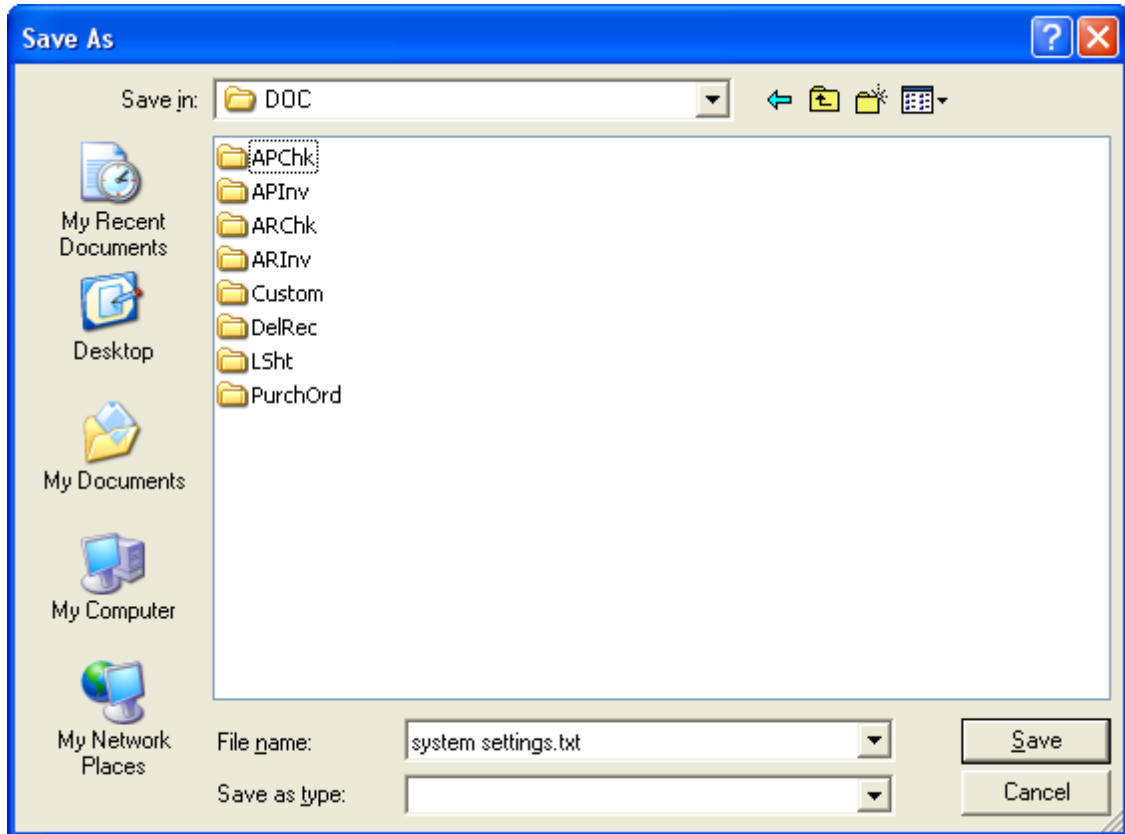 Save As
Save in:
DOC
My Recent
Documents
Desktop
My Documents
My Computer
My Network
Places
APChk
APInv
ARChk
ARInv
Custom
DelRec
LSht
PurchOrd
File name:
system settings.txt
Save
Save as type:
Cancel